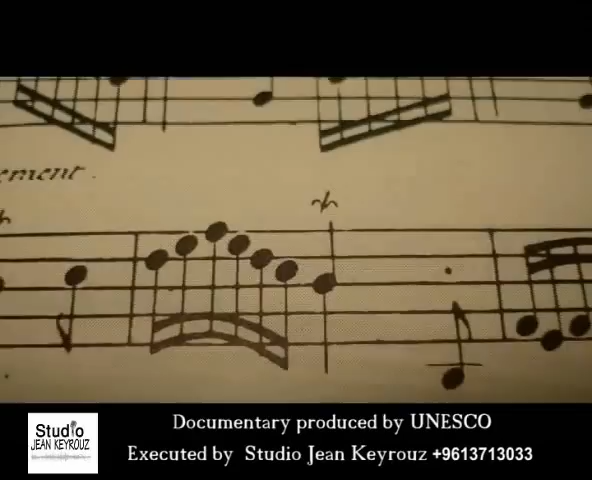 ement.
Studio
JEAN KEYROUZ
Documentary produced by UNESCO
Executed by Studio Jean Keyrouz +9613713033